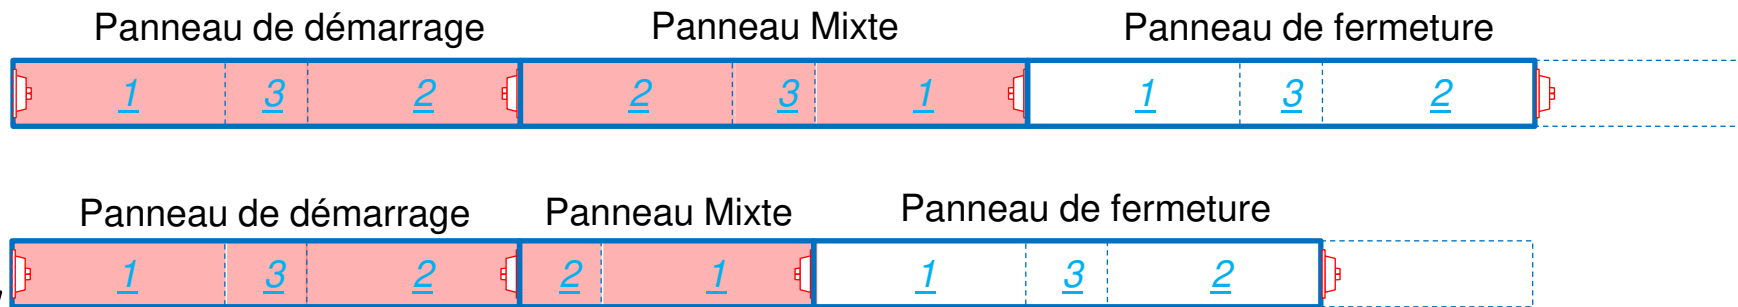 Panneau de démarrage Panneau Mixte Panneau de fermeture
1 3 2 2 3 1 1 3 2
Panneau de démarrage Panneau Mixte Panneau de fermeture
1 3 2 2 1 1 3 2